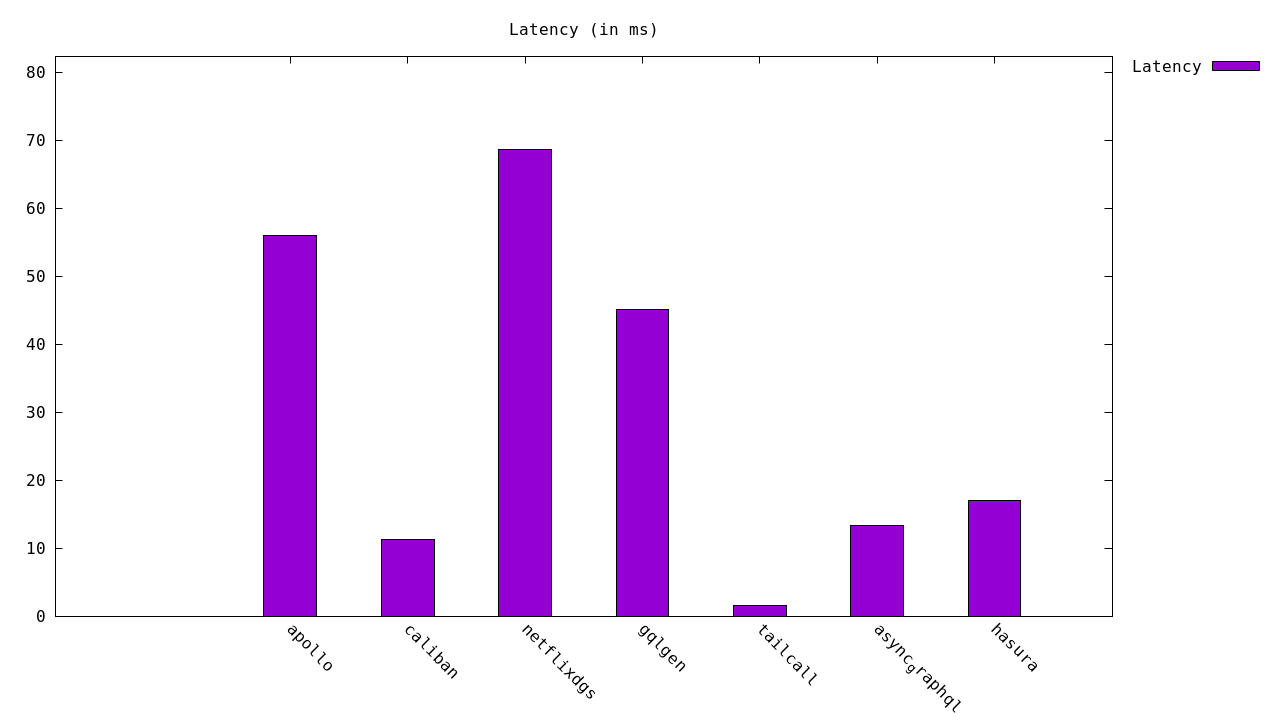 Latency (in ms)
Latency
80
70
60
50
40
30
20
10
0
apollo
caliban
netflixdgs
gqlgen
tailcall
asyncgraphql
hasura